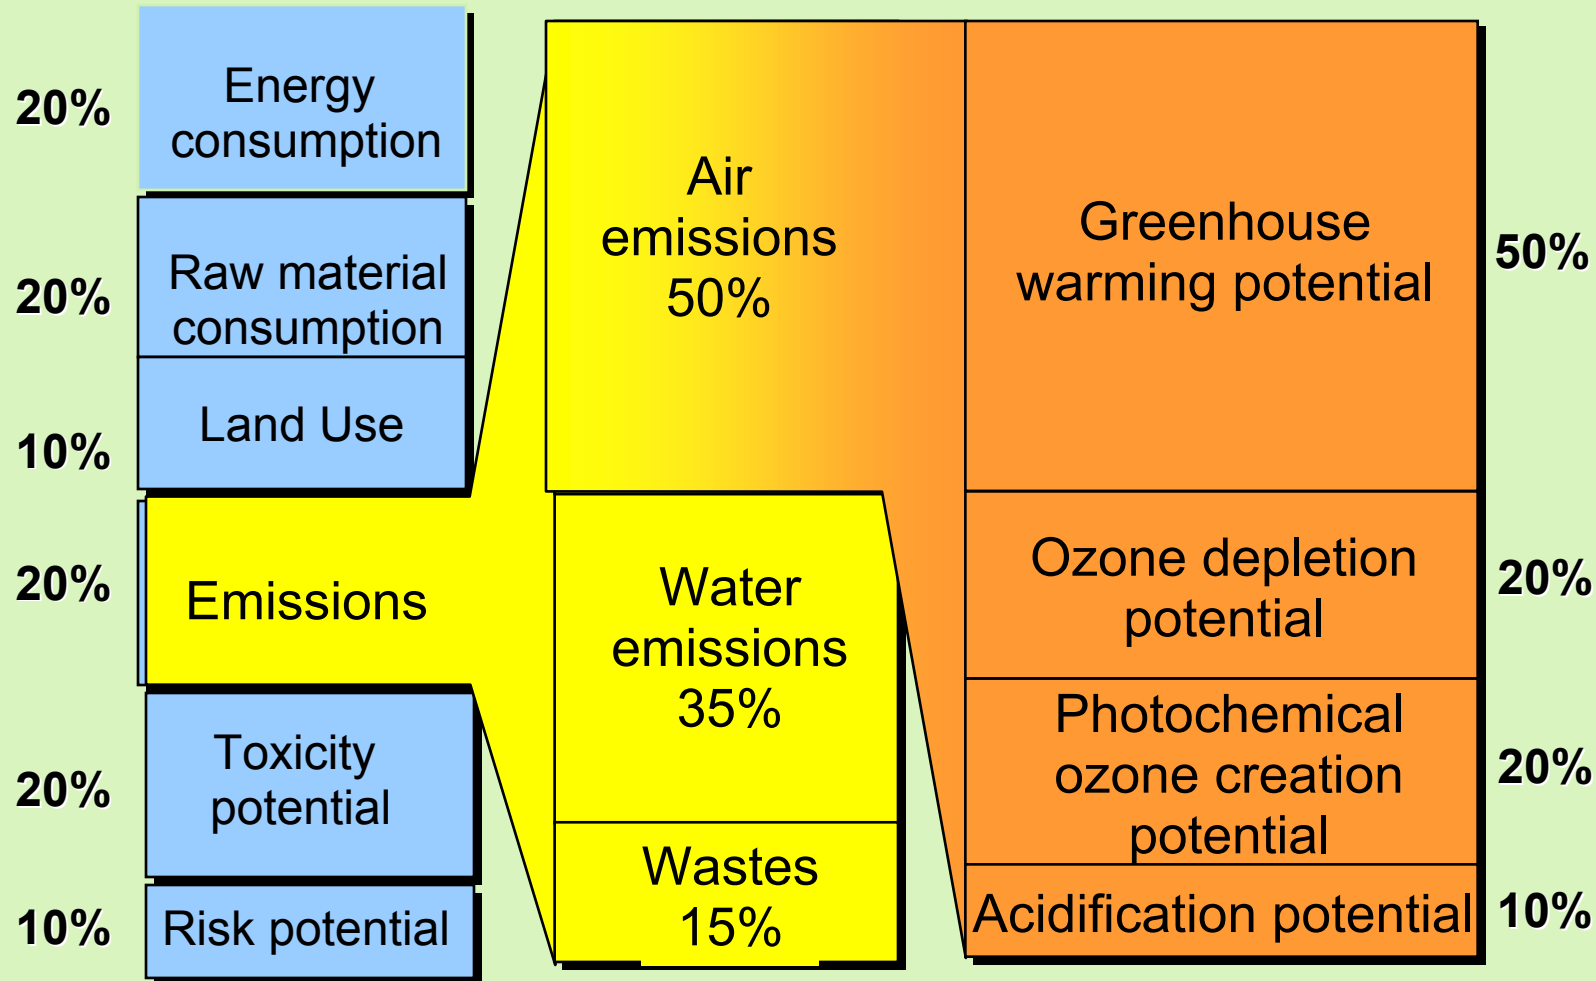 20%
Energy
consumption
20%
Raw material
consumption
10%
Land Use
20%
Emissions
20%
Toxicity
potential
10%
Risk potential
Air
emissions
50%
Water
emissions
35%
Wastes
15%
Greenhouse
warming potential
50%
Ozone depletion
potential
20%
Photochemical
ozone creation
potential
20%
Acidification potential
10%